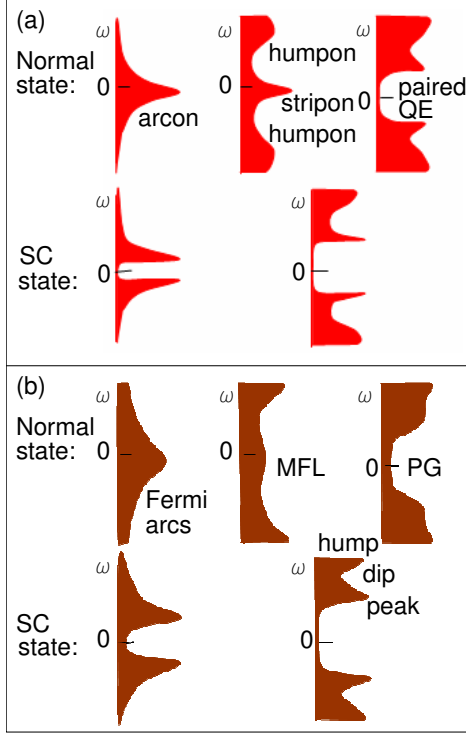 (a)
ω
ω
ω
Normal
state:
0
0
0
humpon
arcon
stripon
humpon
paired
QE
ω
ω
SC
state:
0
0
(b)
ω
ω
ω
Normal
state:
0
0
0
MFL
PG
Fermi
arcs
hump
ω
ω
dip
peak
SC
state:
0
0